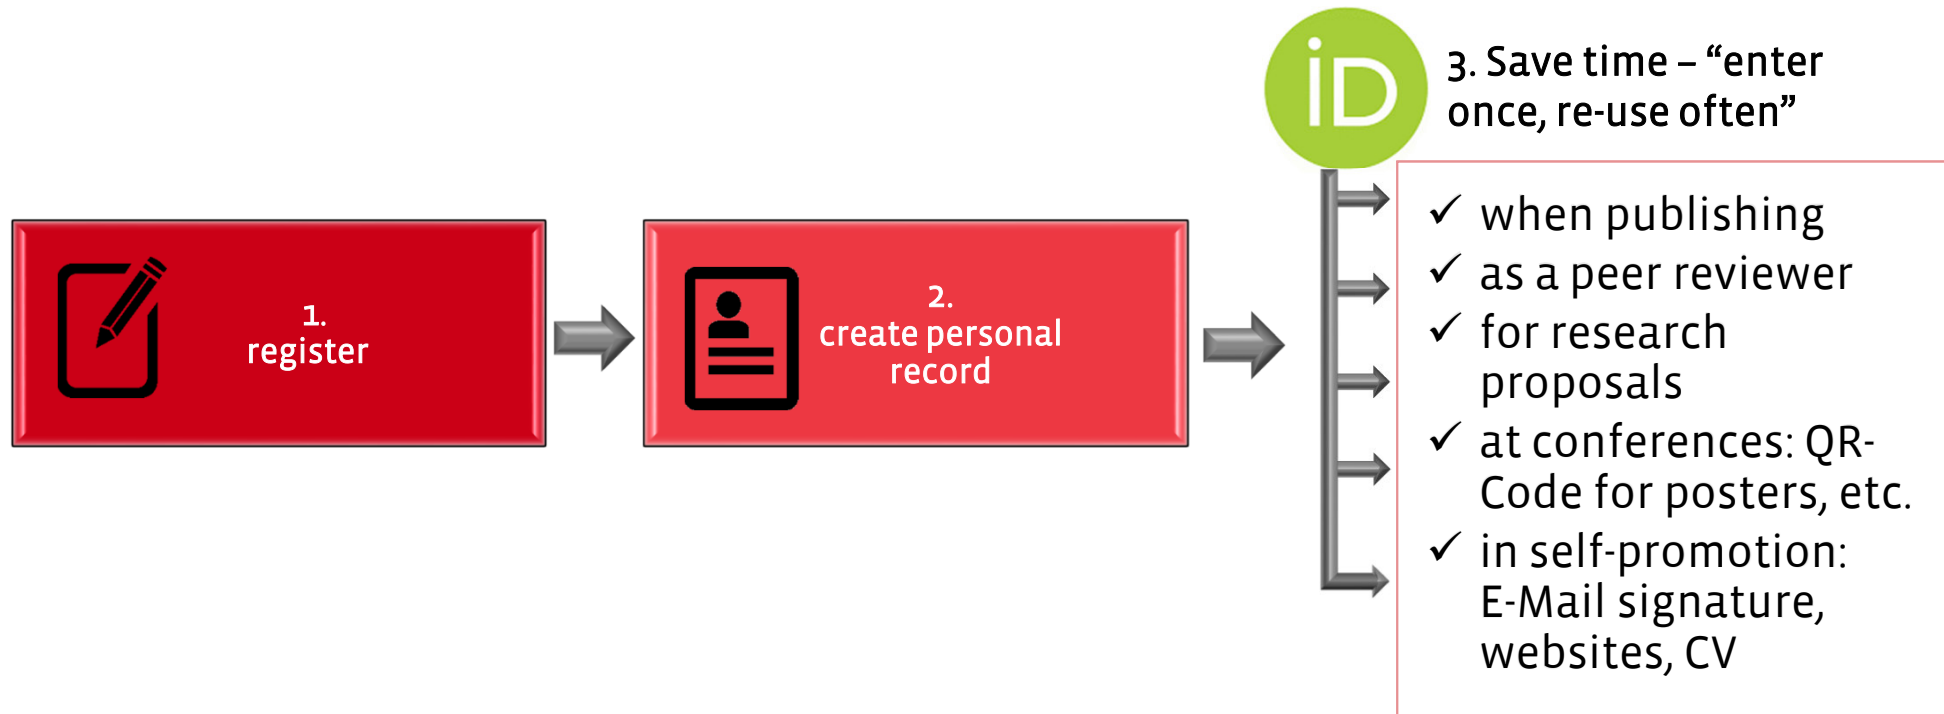 1.
register
2.
create personal
record
iD
3. Save time – “enter
once, re-use often”
✓ when publishing
✓ as a peer reviewer
✓ for research
proposals
✓ at conferences: QR-
Code for posters, etc.
✓ in self-promotion:
E-Mail signature,
websites, CV